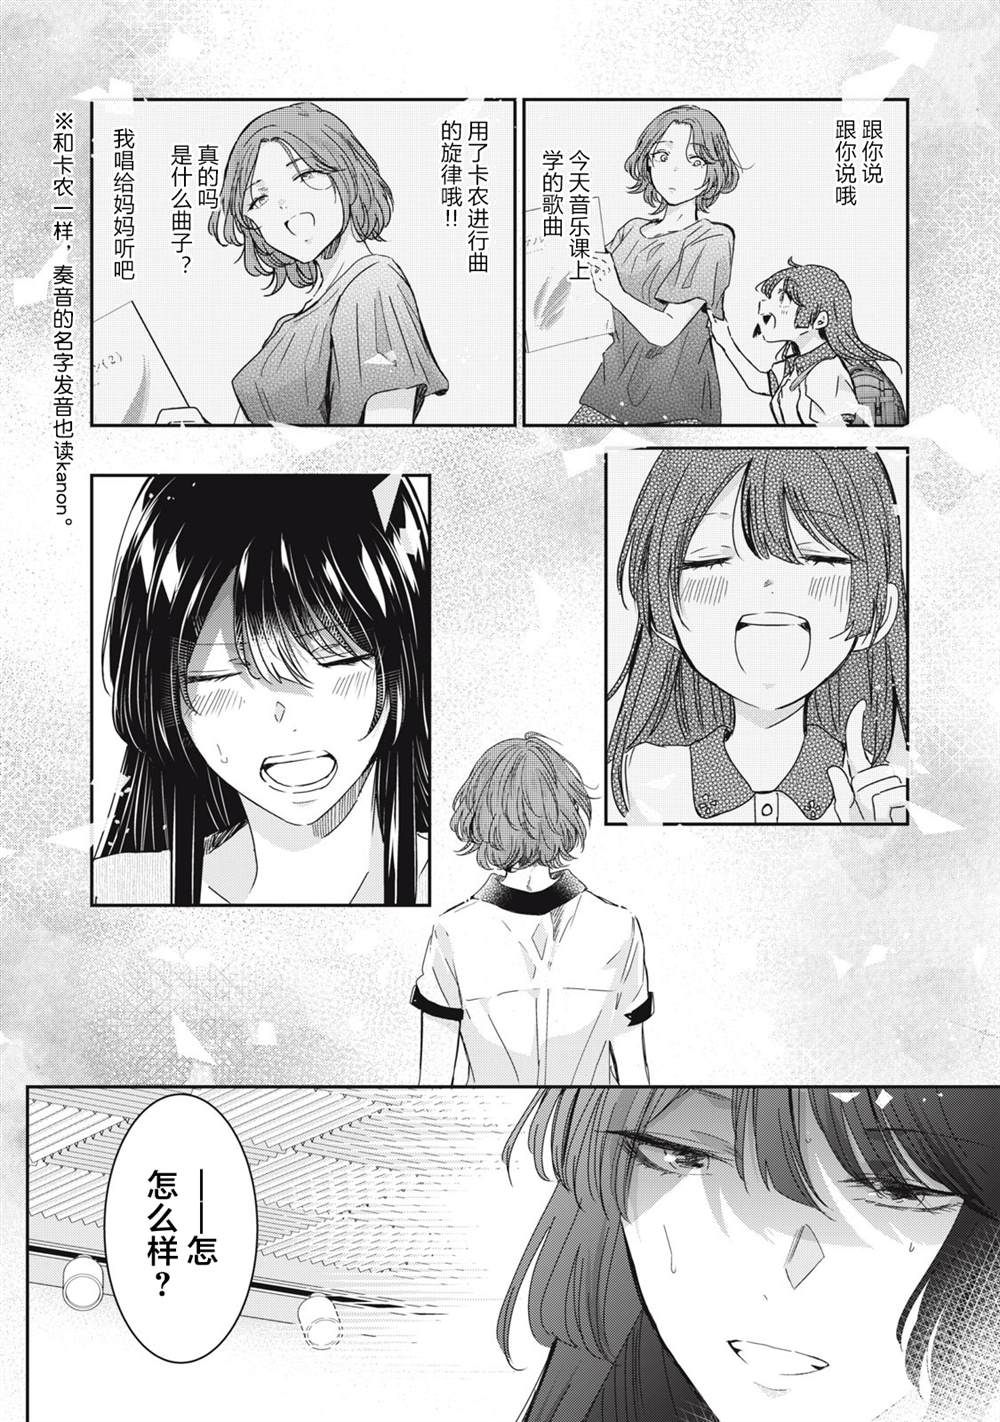 跟你说
跟你说哦
今天音乐课上
学的歌曲
用了卡农进行曲
的旋律哦!!
真的吗
是什么曲子？
我唱给妈妈听吧
※和卡农一样，奏音的名字发音也读kanon。
——怎
怎么样？